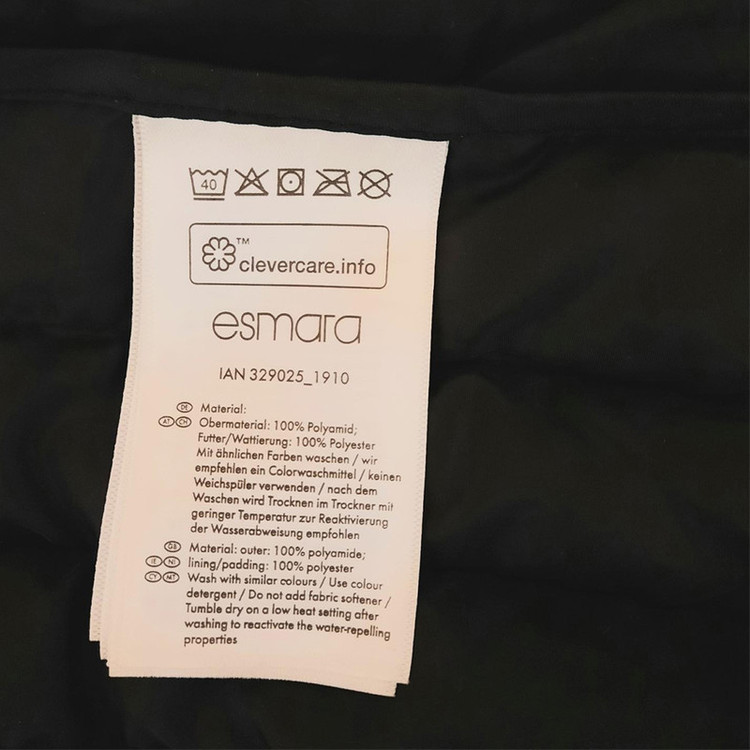 40
™
clevercare.info
esmara
IAN 329025_1910
DE Material:
AT CH Obermaterial: 100% Polyamid;
Futter/Wattierung: 100% Polyester
Mit ähnlichen Farben waschen / wir
empfehlen ein Colorwaschmittel / keinen
Weichspüler verwenden / nach dem
Waschen wird Trocknen im Trockner mit
geringer Temperatur zur Reaktivierung
der Wasserabweisung empfohlen
GB Material: outer: 100% polyamide;
IE NI lining/padding: 100% polyester
CY MT Wash with similar colours / Use colour
detergent / Do not add fabric softener /
Tumble dry on a low heat setting after
washing to reactivate the water-repelling
properties